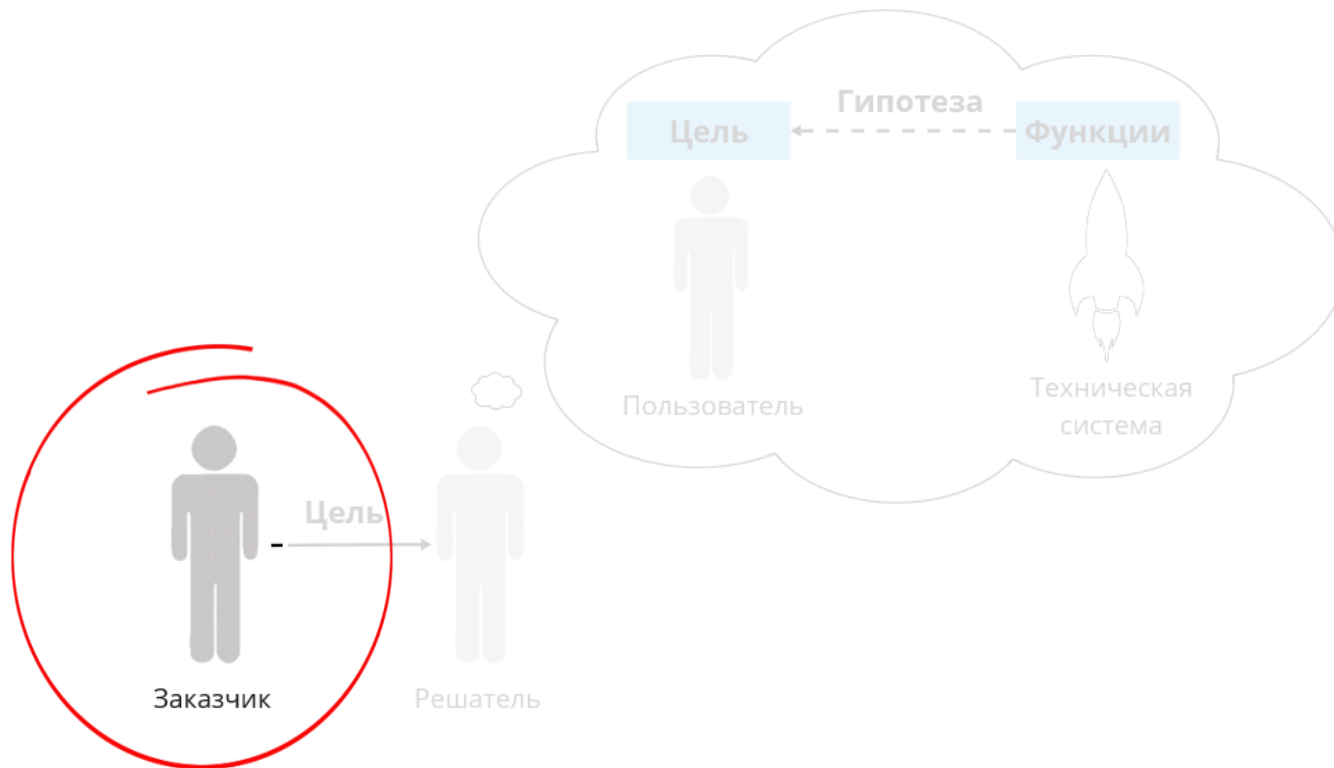 Гипотеза
Цель
Функции
Пользователь
Техническая
система
Цель
Заказчик
Решатель